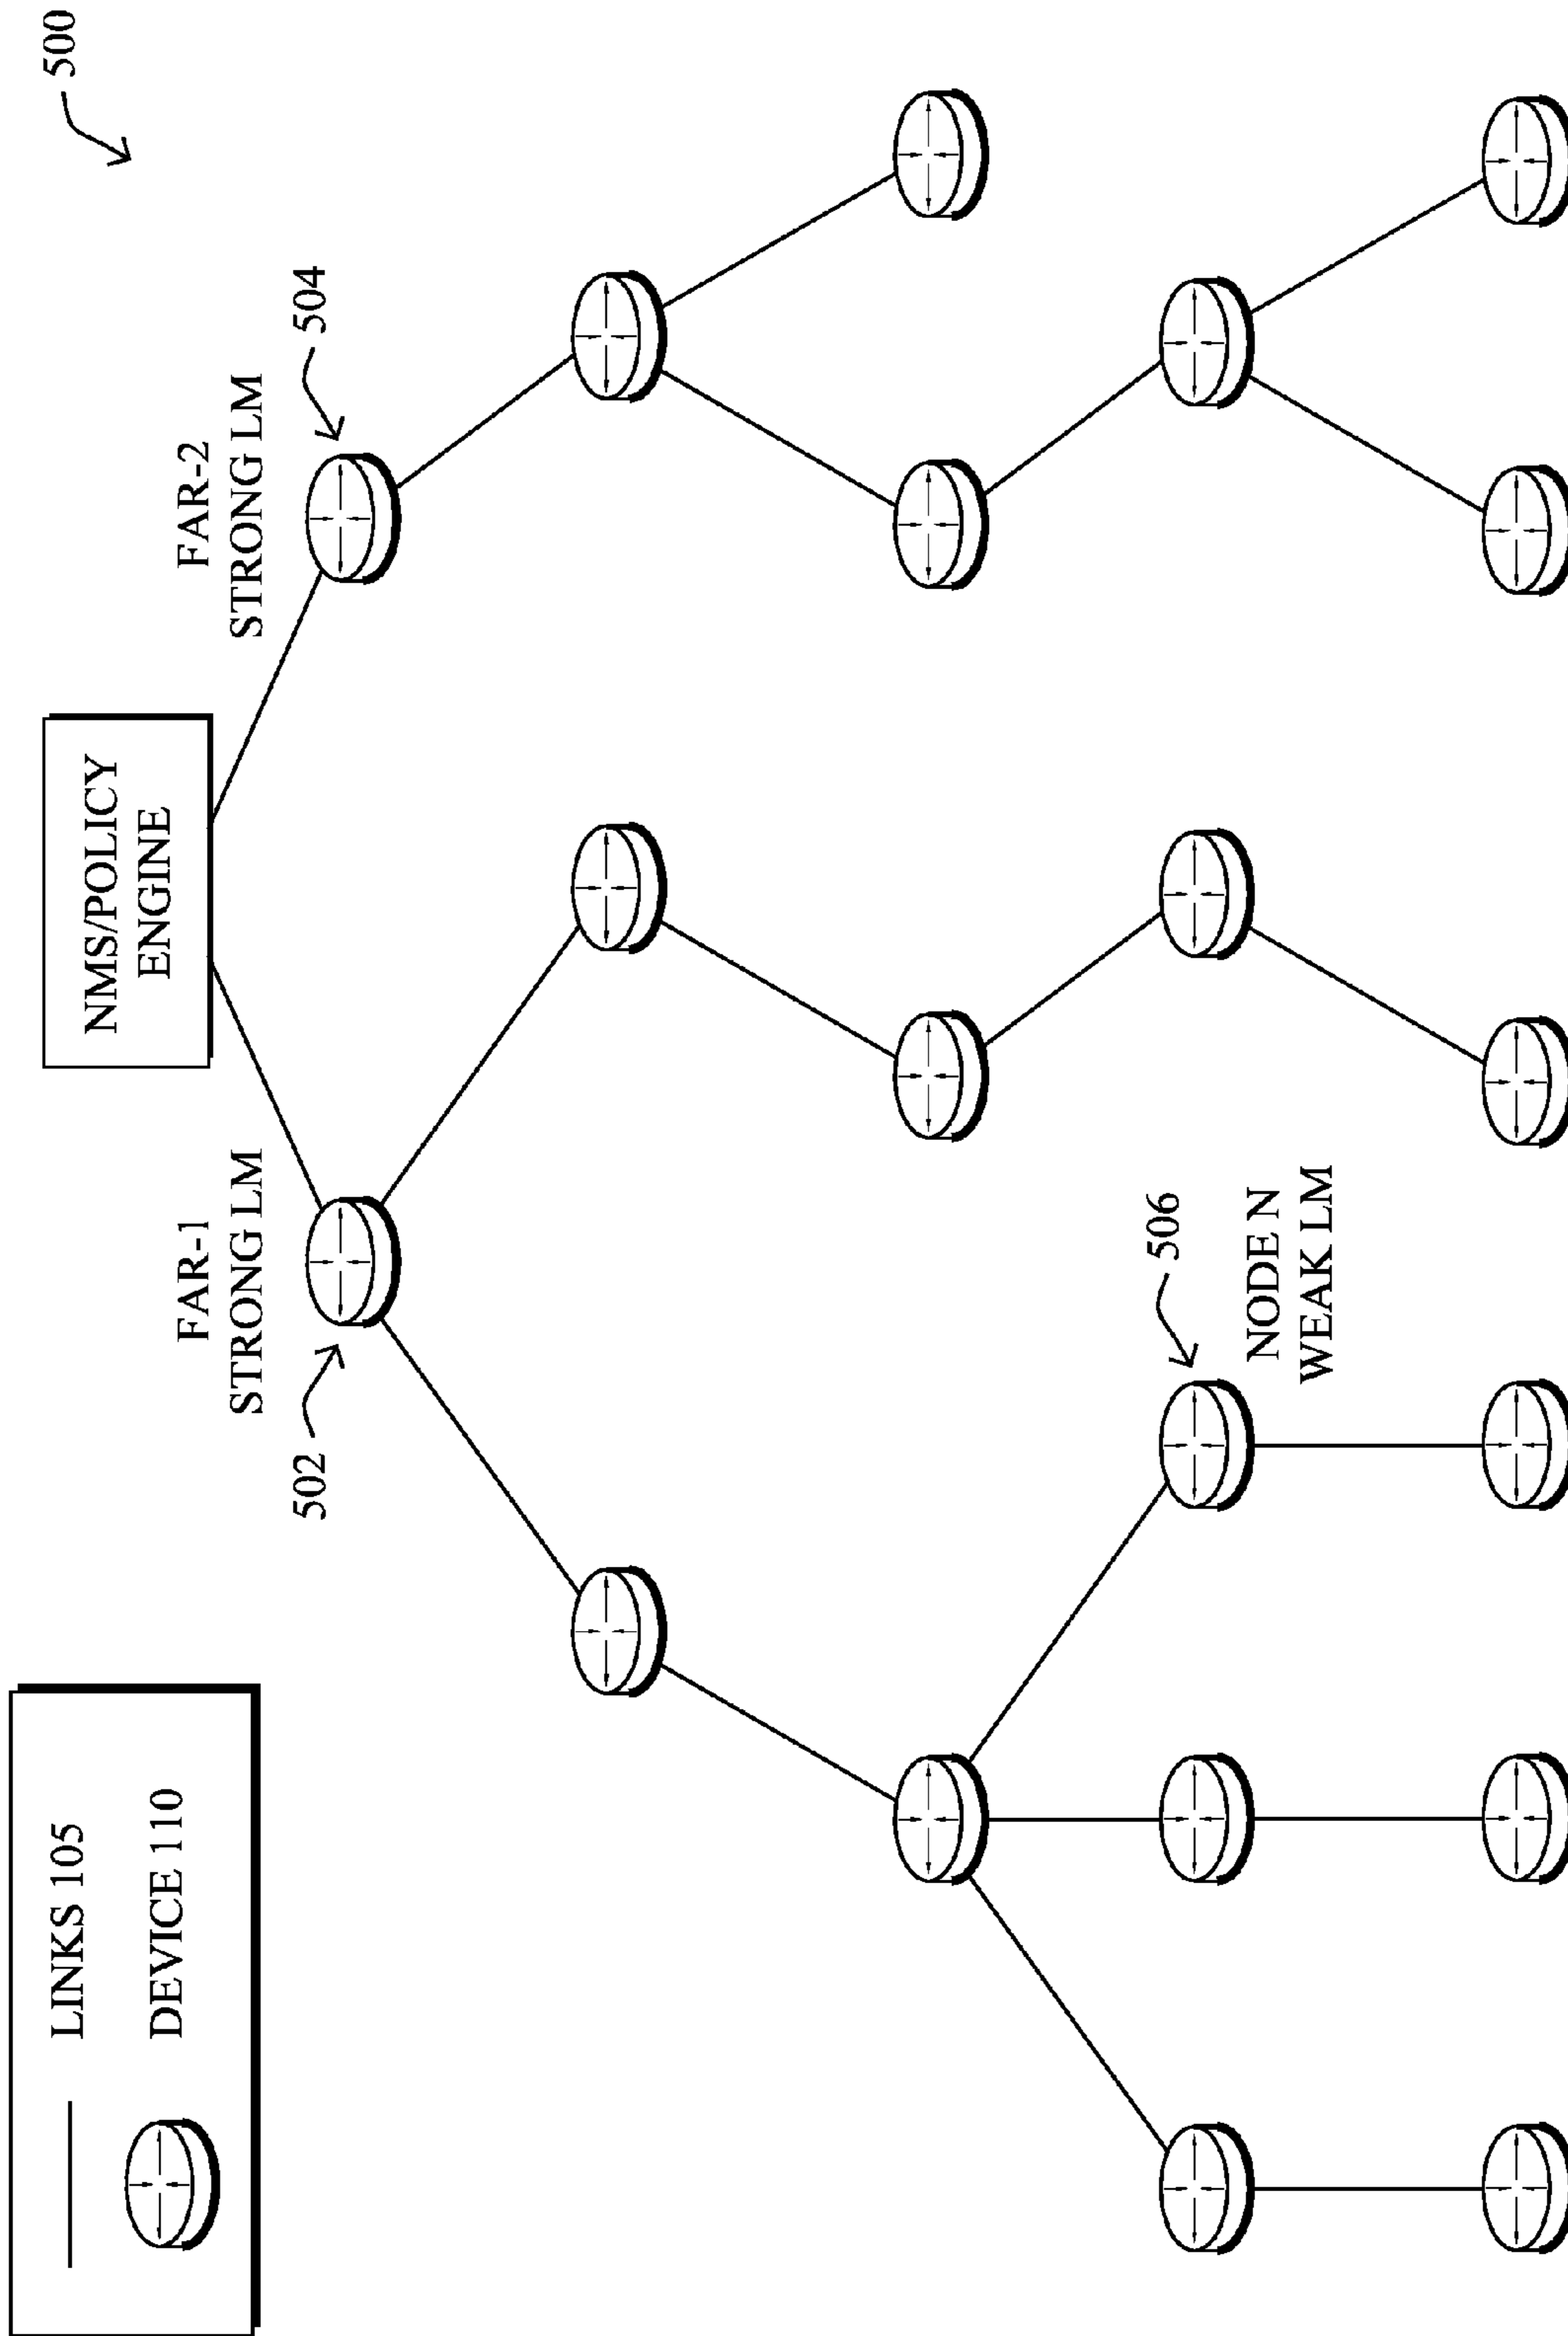 LINKS 105
DEVICE 110
NMS/POLICY
ENGINE
500
FAR-1
STRONG LM
502
FAR-2
STRONG LM
504
506
NODE N
WEAK LM